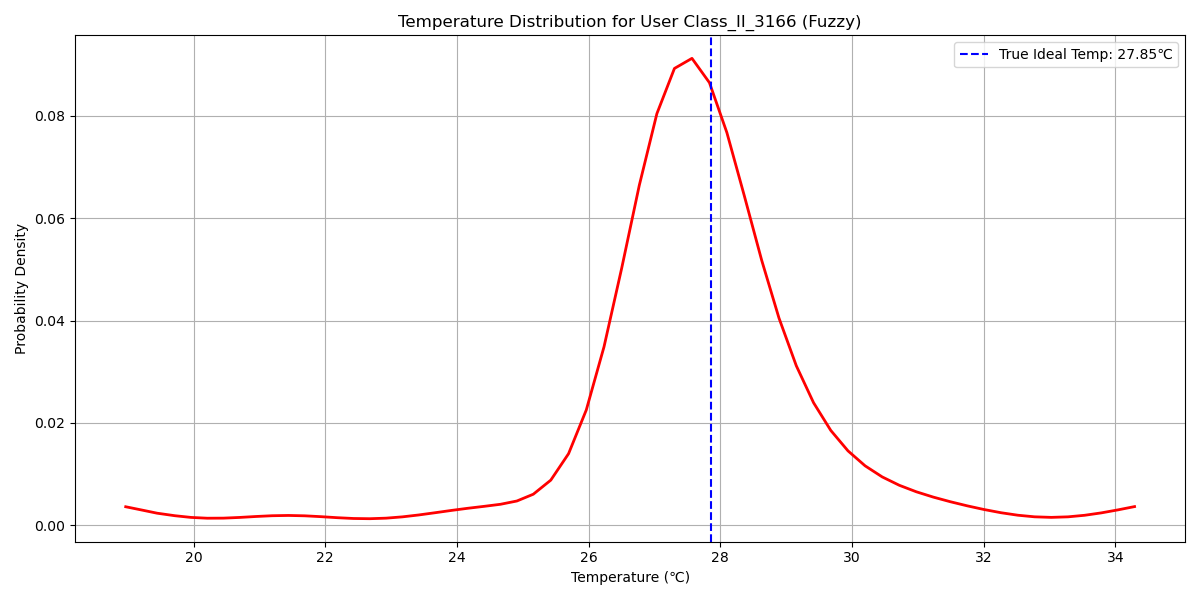 Temperature Distribution for User Class_II_3166 (Fuzzy)
True Ideal Temp: 27.85℃
Probability Density
0.08
0.06
0.04
0.02
0.00
20 22 24 26 28 30 32 34
Temperature (℃)